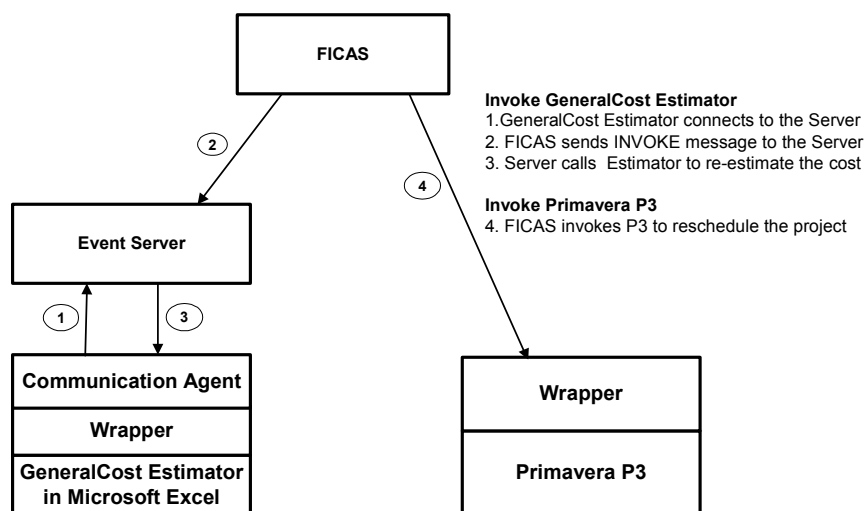 FICAS
Invoke GeneralCost Estimator
1.GeneralCost Estimator connects to the Server
2. FICAS sends INVOKE message to the Server
3. Server calls Estimator to re-estimate the cost
2
4
Invoke Primavera P3
4. FICAS invokes P3 to reschedule the project
Event Server
1
3
Communication Agent
Wrapper
GeneralCost Estimator
in Microsoft Excel
Wrapper
Primavera P3